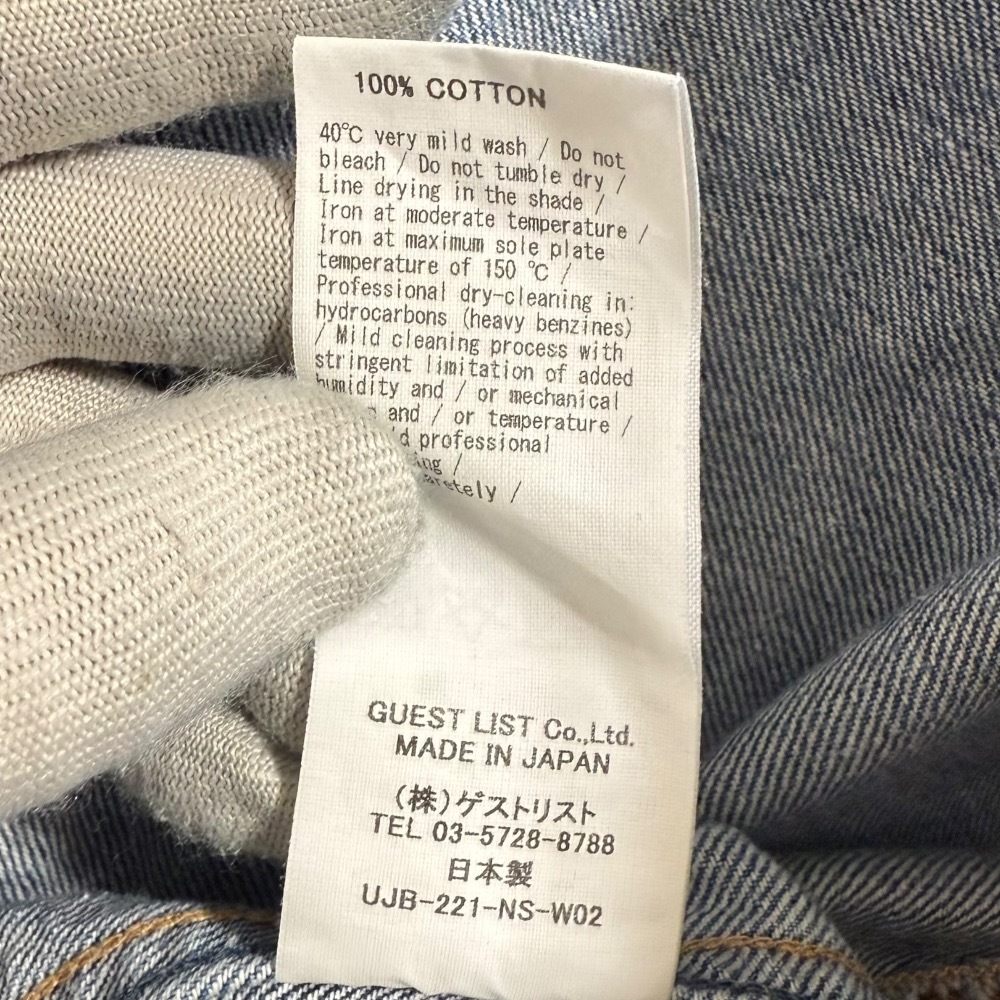 100% COTTON
40℃ very mild wash / Do not
bleach / Do not tumble dry /
Line drying in the shade /
Iron at moderate temperature /
Iron at maximum sole plate
temperature of 150 ℃ /
Professional dry-cleaning in:
hydrocarbons (heavy benzines)
/ Mild cleaning process with
stringent limitation of added
humidity and / or mechanical
and / or temperature /
professional
/
/
GUEST LIST Co.,Ltd.
MADE IN JAPAN
(株)ゲストリスト
TEL 03-5728-8788
日本製
UJB-221-NS-W02